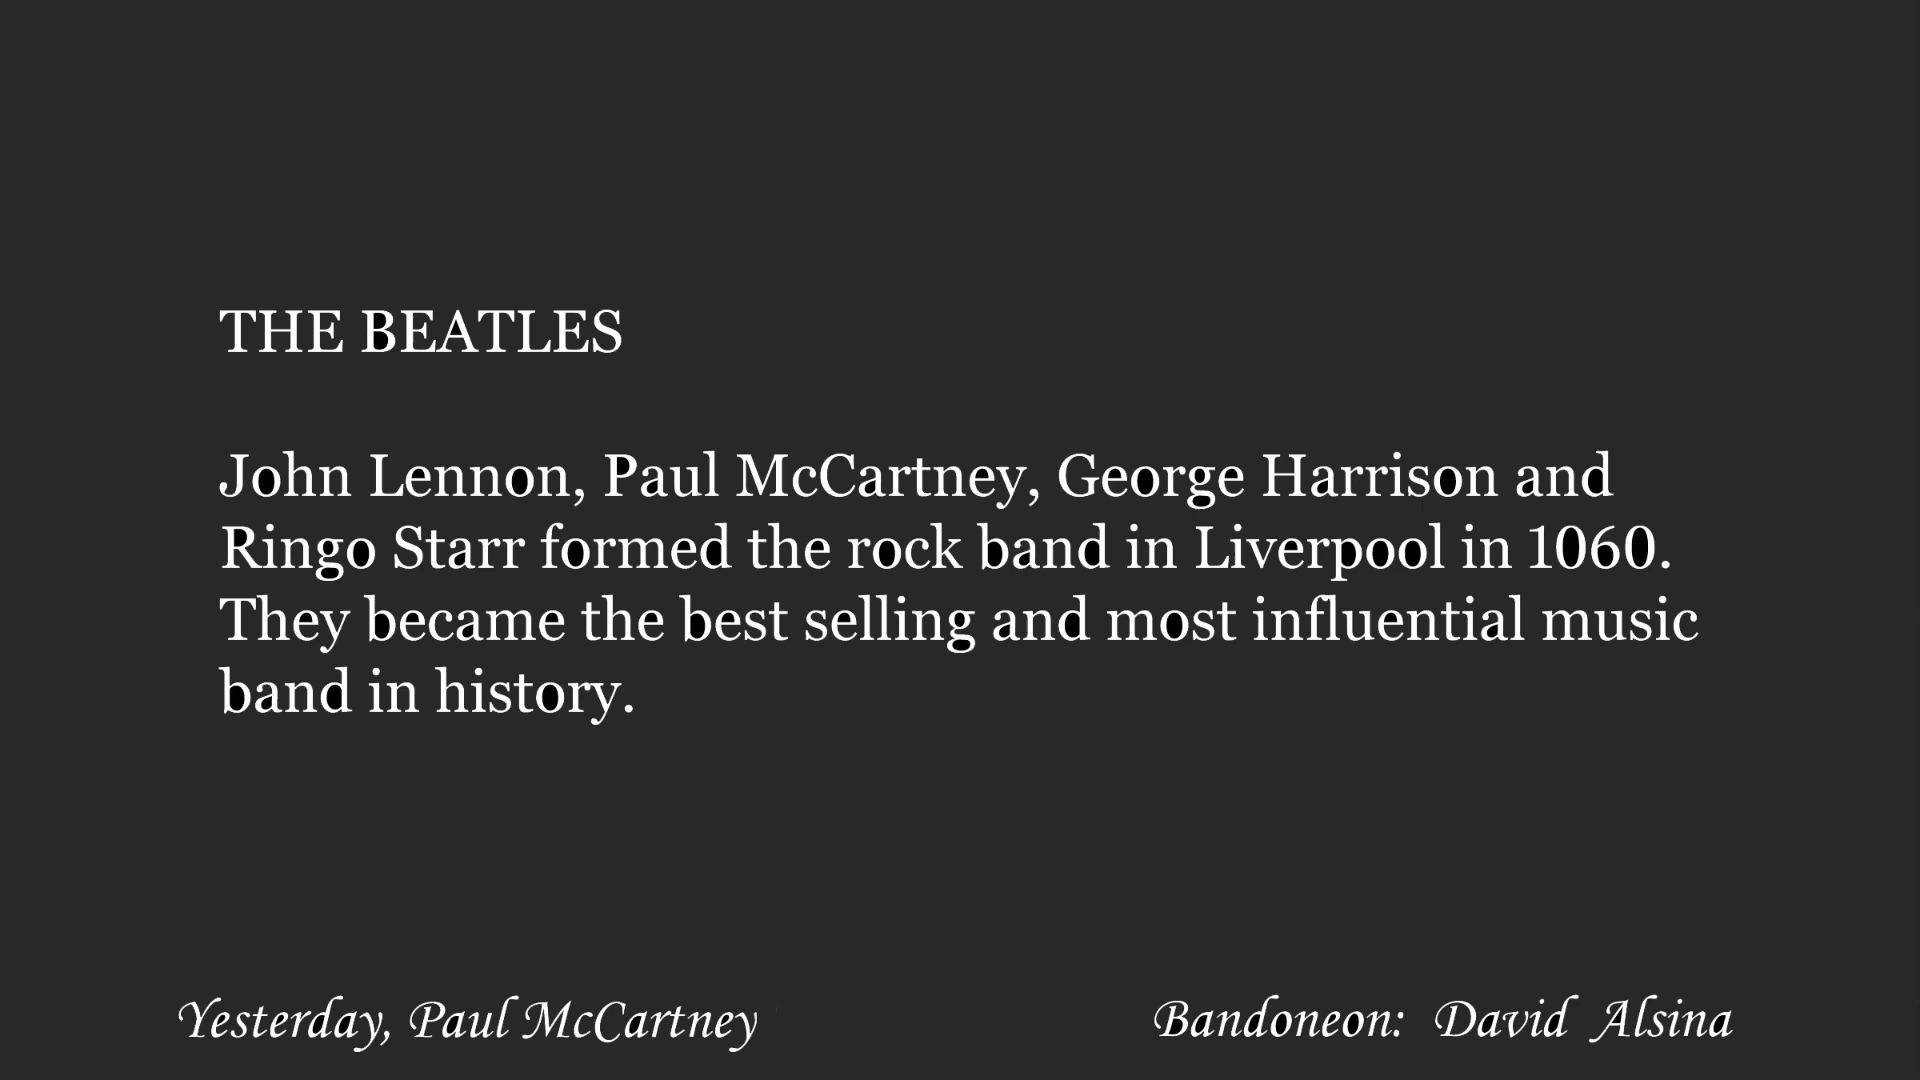 THE BEATLES
John Lennon, Paul McCartney, George Harrison and
Ringo Starr formed the rock band in Liverpool in 1060.
They became the best selling and most influential music
band in history.
Yesterday, Paul McCartney
Bandoneon: David Alsina